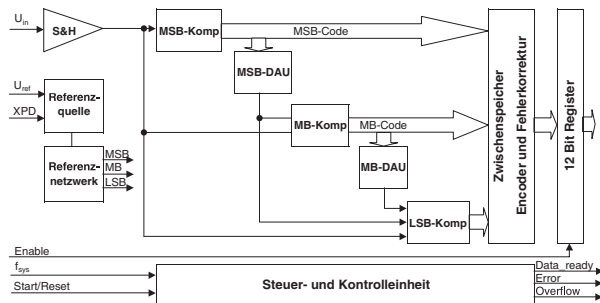 U_in
S&H
MSB-Komp
MSB-Code
MSB-DAU
U_ref
XPD
Referenz-
quelle
MB-Komp
MB-Code
MB-DAU
Referenz-
netzwerk
MSB
MB
LSB
LSB-Komp
Zwischenspeicher
Encoder und Fehlerkorrektur
12 Bit Register
Enable
f_sys
Start/Reset
Steuer- und Kontrolleinheit
Data_ready
Error
Overflow